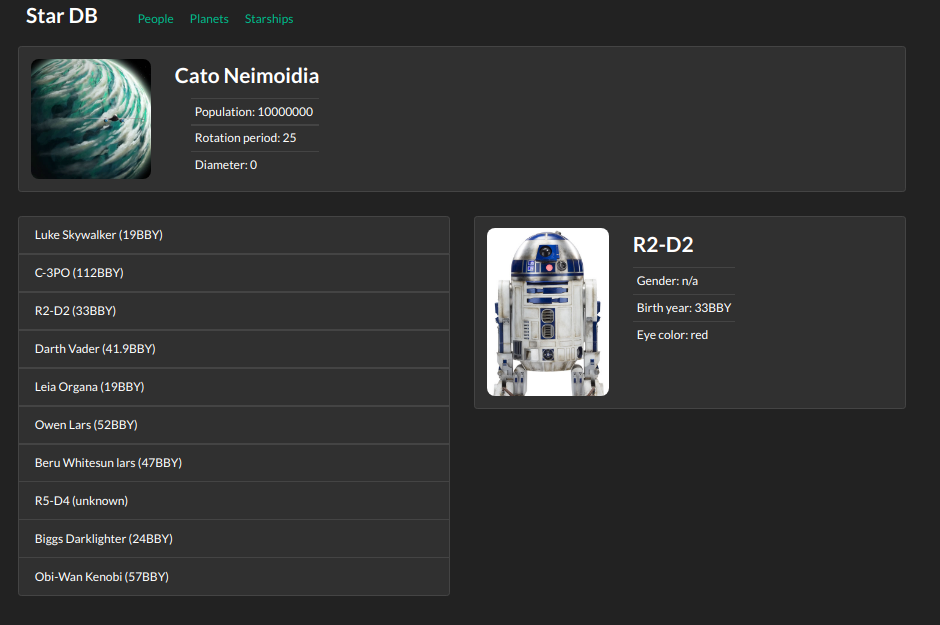 Star DB People Planets Starships
Cato Neimoidia
Population: 10000000
Rotation period: 25
Diameter: 0
Luke Skywalker (19BBY)
C-3PO (112BBY)
R2-D2 (33BBY)
Darth Vader (41.9BBY)
Leia Organa (19BBY)
Owen Lars (52BBY)
Beru Whitesun lars (47BBY)
R5-D4 (unknown)
Biggs Darklighter (24BBY)
Obi-Wan Kenobi (57BBY)
R2-D2
Gender: n/a
Birth year: 33BBY
Eye color: red